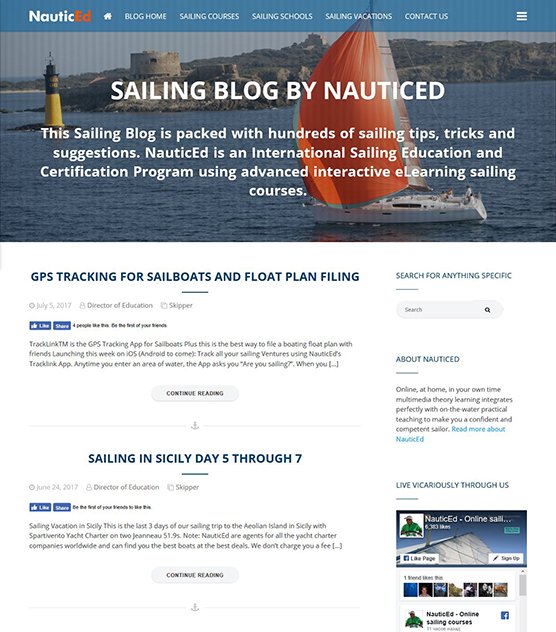 NauticEd
BLOG HOME
SAILING COURSES
SAILING SCHOOLS
SAILING VACATIONS
CONTACT US
SAILING BLOG BY NAUTICED
This Sailing Blog is packed with hundreds of sailing tips, tricks and
suggestions. NauticEd is an International Sailing Education and
Certification Program using advanced interactive eLearning sailing
courses.
GPS TRACKING FOR SAILBOATS AND FLOAT PLAN FILING
July 5, 2017 Director of Education Skipper
Like Share 4 people like this. Be the first of your friends.
TrackLinkTM is the GPS Tracking App for Sailboats Plus this is the best way to file a boating float plan with
friends Launching this week on iOS (Android to come): Track all your sailing Ventures using NauticEd's
Tracklink App. Anytime you enter an area of water, the App asks you "Are you sailing?". When you [...]
CONTINUE READING
SAILING IN SICILY DAY 5 THROUGH 7
June 24, 2017 Director of Education Skipper
Like Share Be the first of your friends to like this.
Sailing Vacation in Sicily This is the last 3 days of our sailing trip to the Aeolian Island in Sicily with
Spartivento Yacht Charter on two Jeanneau 51.9s. Note: NauticEd are agents for all the yacht charter
companies worldwide and can find you the best boats at the best deals. We don't charge you a fee [...]
CONTINUE READING
SEARCH FOR ANYTHING SPECIFIC
Search
ABOUT NAUTICED
Online, at home, in your own time
multimedia theory learning integrates
perfectly with on-the-water practical
teaching to make you a confident and
competent sailor. Read more about
NauticEd
LIVE VICARIOUSLY THROUGH US
NauticEd - Online saili...
6,383 likes
Like Page Sign Up
1 friend likes this
NauticEd - Online
sailing courses
11 часов назад